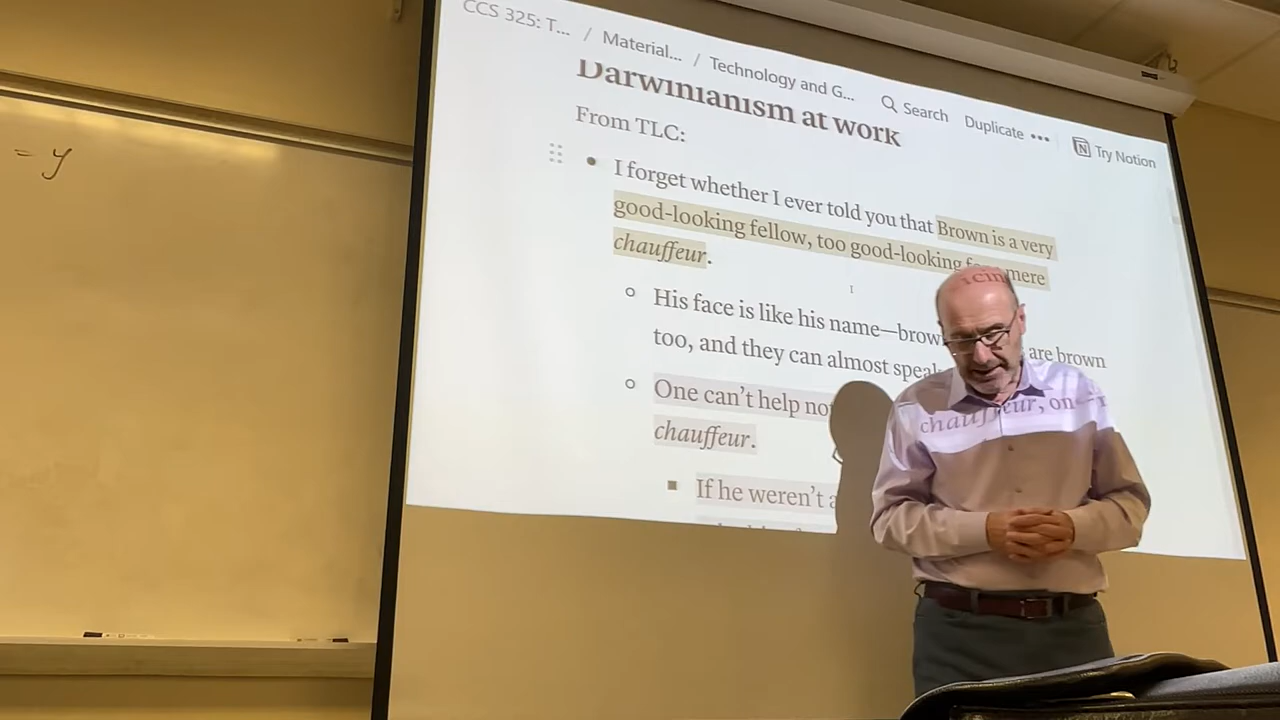 = y
CCS 325: T... / Material... / Technology and G... Search Duplicate ••• Try Notion
Darwinianism at work
From TLC:
• I forget whether I ever told you that Brown is a very
good-looking fellow, too good-looking mere
chauffeur.
His face is like his name—brow are brown
too, and they can almost speak
One can't help no
chauffeur, on
chauffeur.
If he weren't a